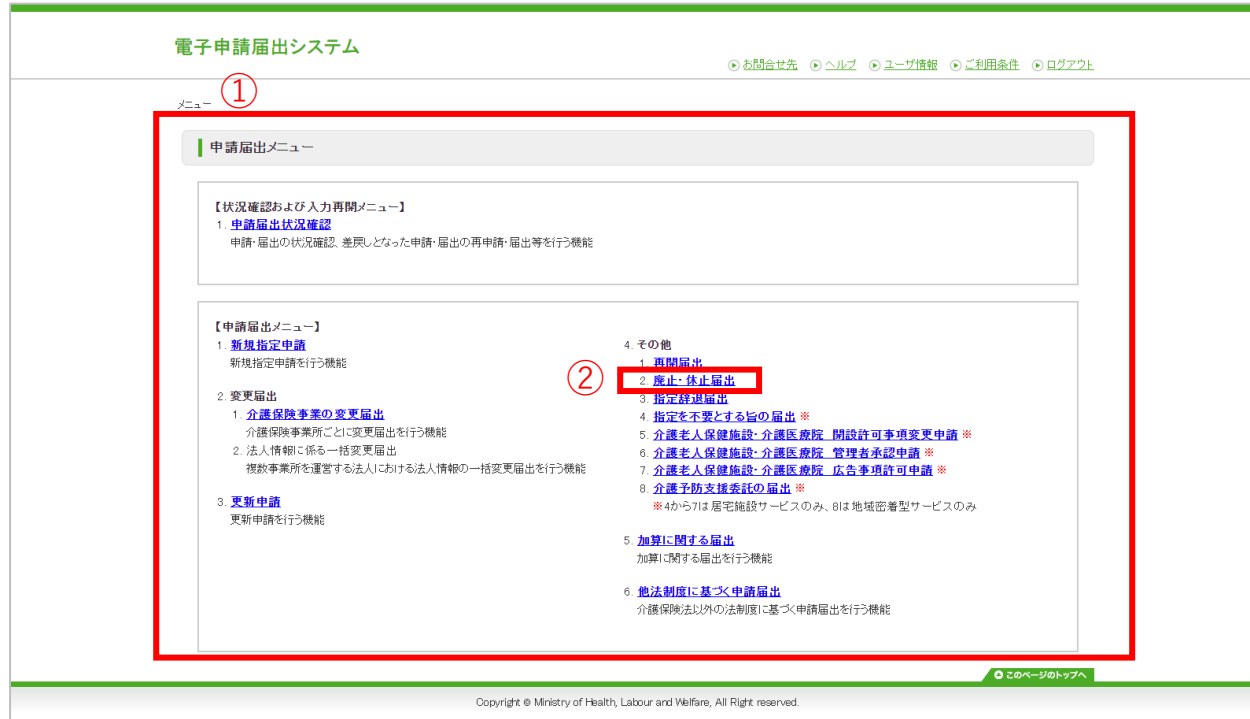 電子申請届出システム
お問合せ先 ヘルプ ユーザ情報 ご利用条件 ログアウト
①
メニュー
申請届出メニュー
【状況確認および入力再開メニュー】
1. 申請届出状況確認
申請・届出の状況確認、差戻しとなった申請・届出の再申請・届出等を行う機能
【申請届出メニュー】
1. 新規指定申請
新規指定申請を行う機能
2. 変更届出
1. 介護保険事業の変更届出
介護保険事業所ごとに変更届出を行う機能
2. 法人情報に係る一括変更届出
複数事業所を運営する法人における法人情報の一括変更届出を行う機能
3. 更新申請
更新申請を行う機能
4. その他
1. 再開届出
②
2. 廃止・休止届出
3. 指定辞退届出
4. 指定を不要とする旨の届出 ※
5. 介護老人保健施設・介護医療院 開設許可事項変更申請 ※
6. 介護老人保健施設・介護医療院 管理者承認申請 ※
7. 介護老人保健施設・介護医療院 広告事項許可申請 ※
8. 介護予防支援委託の届出 ※
※4から7は居宅施設サービスのみ、8は地域密着型サービスのみ
5. 加算に関する届出
加算に関する届出を行う機能
6. 他法制度に基づく申請届出
介護保険法以外の法制度に基づく申請届出を行う機能
このページのトップへ
Copyright © Ministry of Health, Labour and Welfare, All Right reserved.